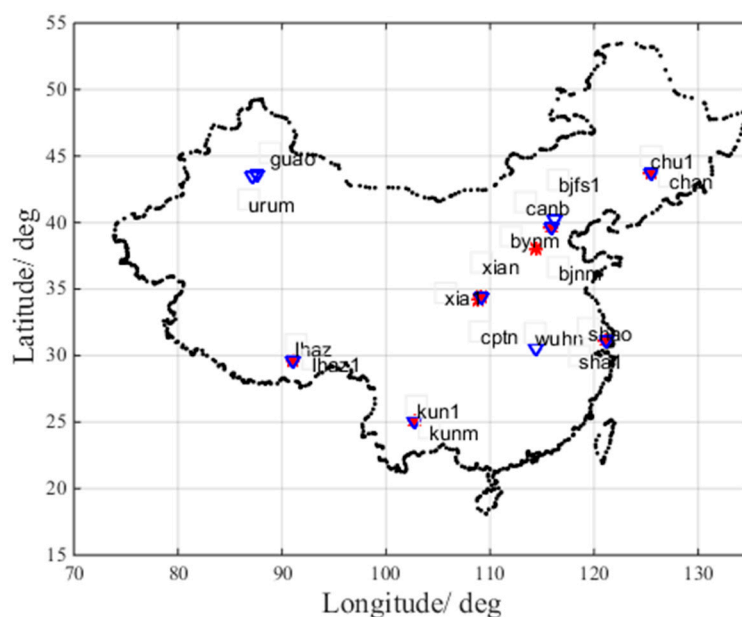 55
50
45
40
35
30
25
20
15
Latitude/ deg
guao
urum
chu1
chan
bjfs1
canb
bynm
bjnm
xian
xia
cptn
wuhn
shao
lhaz
lhaz1
kun1
kunm
70
80
90
100
110
120
130
Longitude/ deg